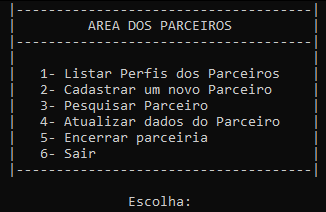 AREA DOS PARCEIROS
1- Listar Perfis dos Parceiros
2- Cadastrar um novo Parceiro
3- Pesquisar Parceiro
4- Atualizar dados do Parceiro
5- Encerrar parceiria
6- Sair
Escolha: